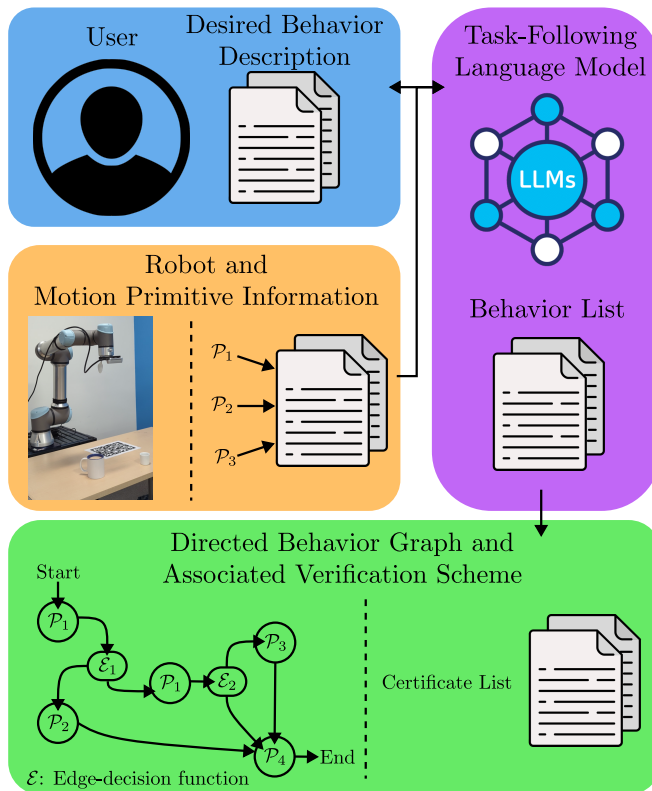 User
Desired Behavior
Description
Task-Following
Language Model
LLMs
Robot and
Motion Primitive Information
𝒫₁
𝒫₂
𝒫₃
Behavior List
Directed Behavior Graph and
Associated Verification Scheme
Start
𝒫₁
ℰ₁
𝒫₂
𝒫₁
ℰ₂
𝒫₃
𝒫₄
End
ℰ: Edge-decision function
Certificate List